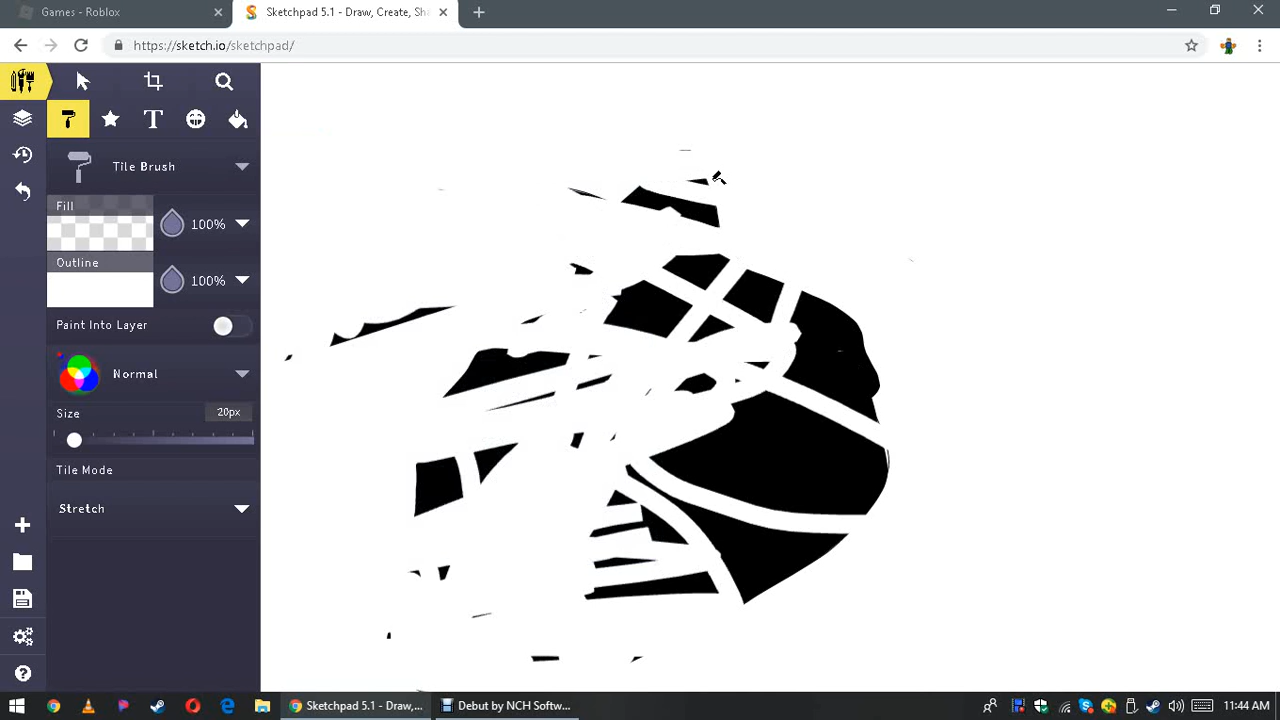 Games - Roblox
Sketchpad 5.1 - Draw, Create, Sha
https://sketch.io/sketchpad/
T
Tile Brush
Fill
100%
Outline
100%
Paint Into Layer
Normal
Size
20px
Tile Mode
Stretch
Sketchpad 5.1 - Draw,...
Debut by NCH Softw...
11:44 AM